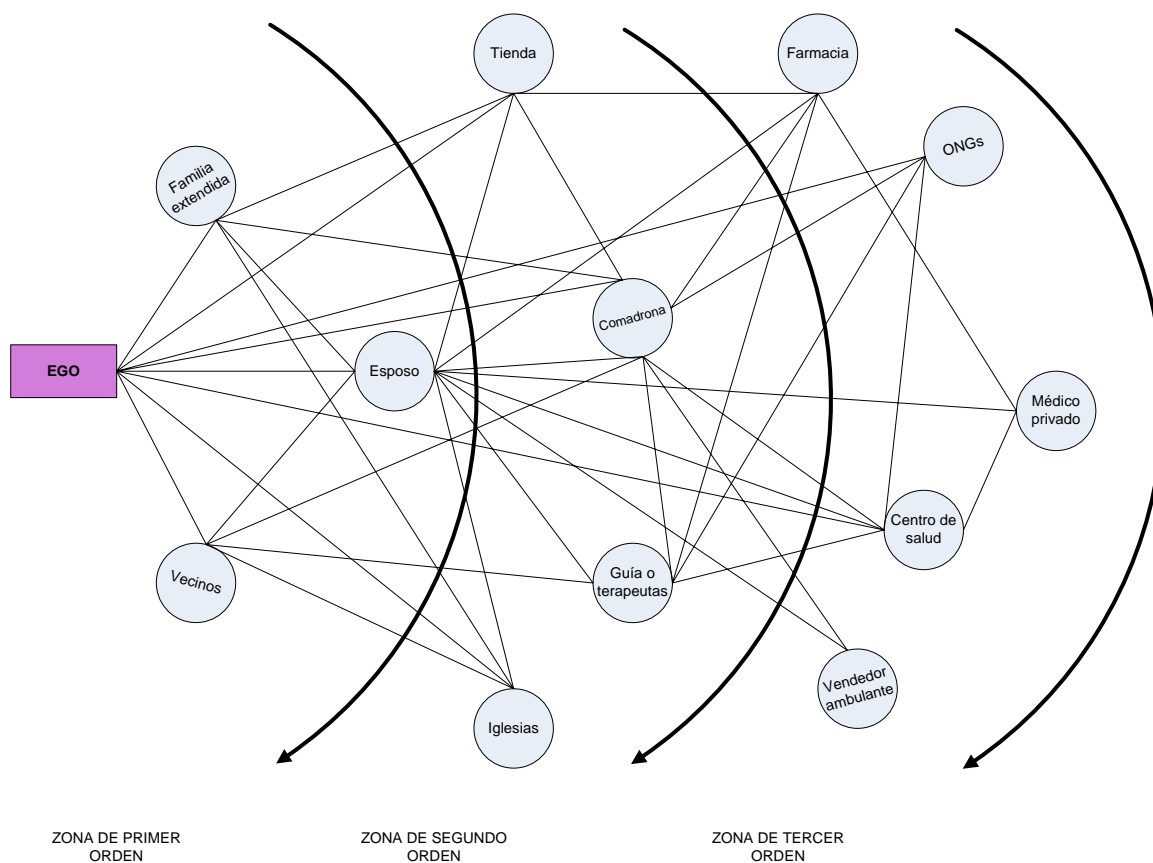 Tienda
Farmacia
ONGs
Familia
extendida
Comadrona
EGO
Esposo
Médico
privado
Centro de
salud
Vecinos
Guía o
terapeutas
Vendedor
ambulante
Iglesias
ZONA DE PRIMER
ORDEN
ZONA DE SEGUNDO
ORDEN
ZONA DE TERCER
ORDEN